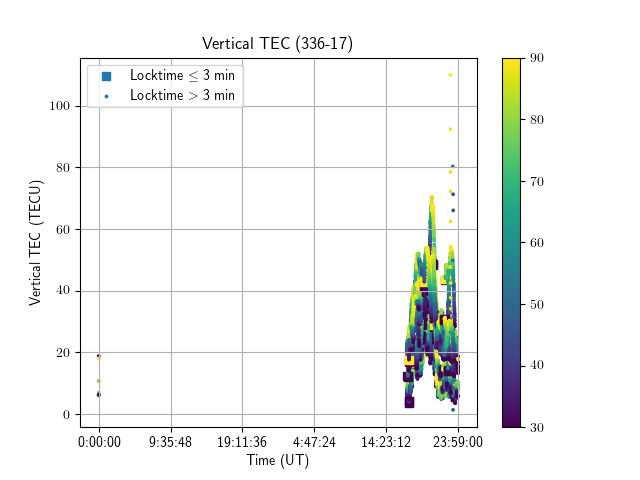 Vertical TEC (336-17)
Locktime ≤ 3 min
Locktime > 3 min
Vertical TEC (TECU)
100
80
60
40
20
0
0:00:00 9:35:48 19:11:36 4:47:24 14:23:12 23:59:00
Time (UT)
90
80
70
60
50
40
30